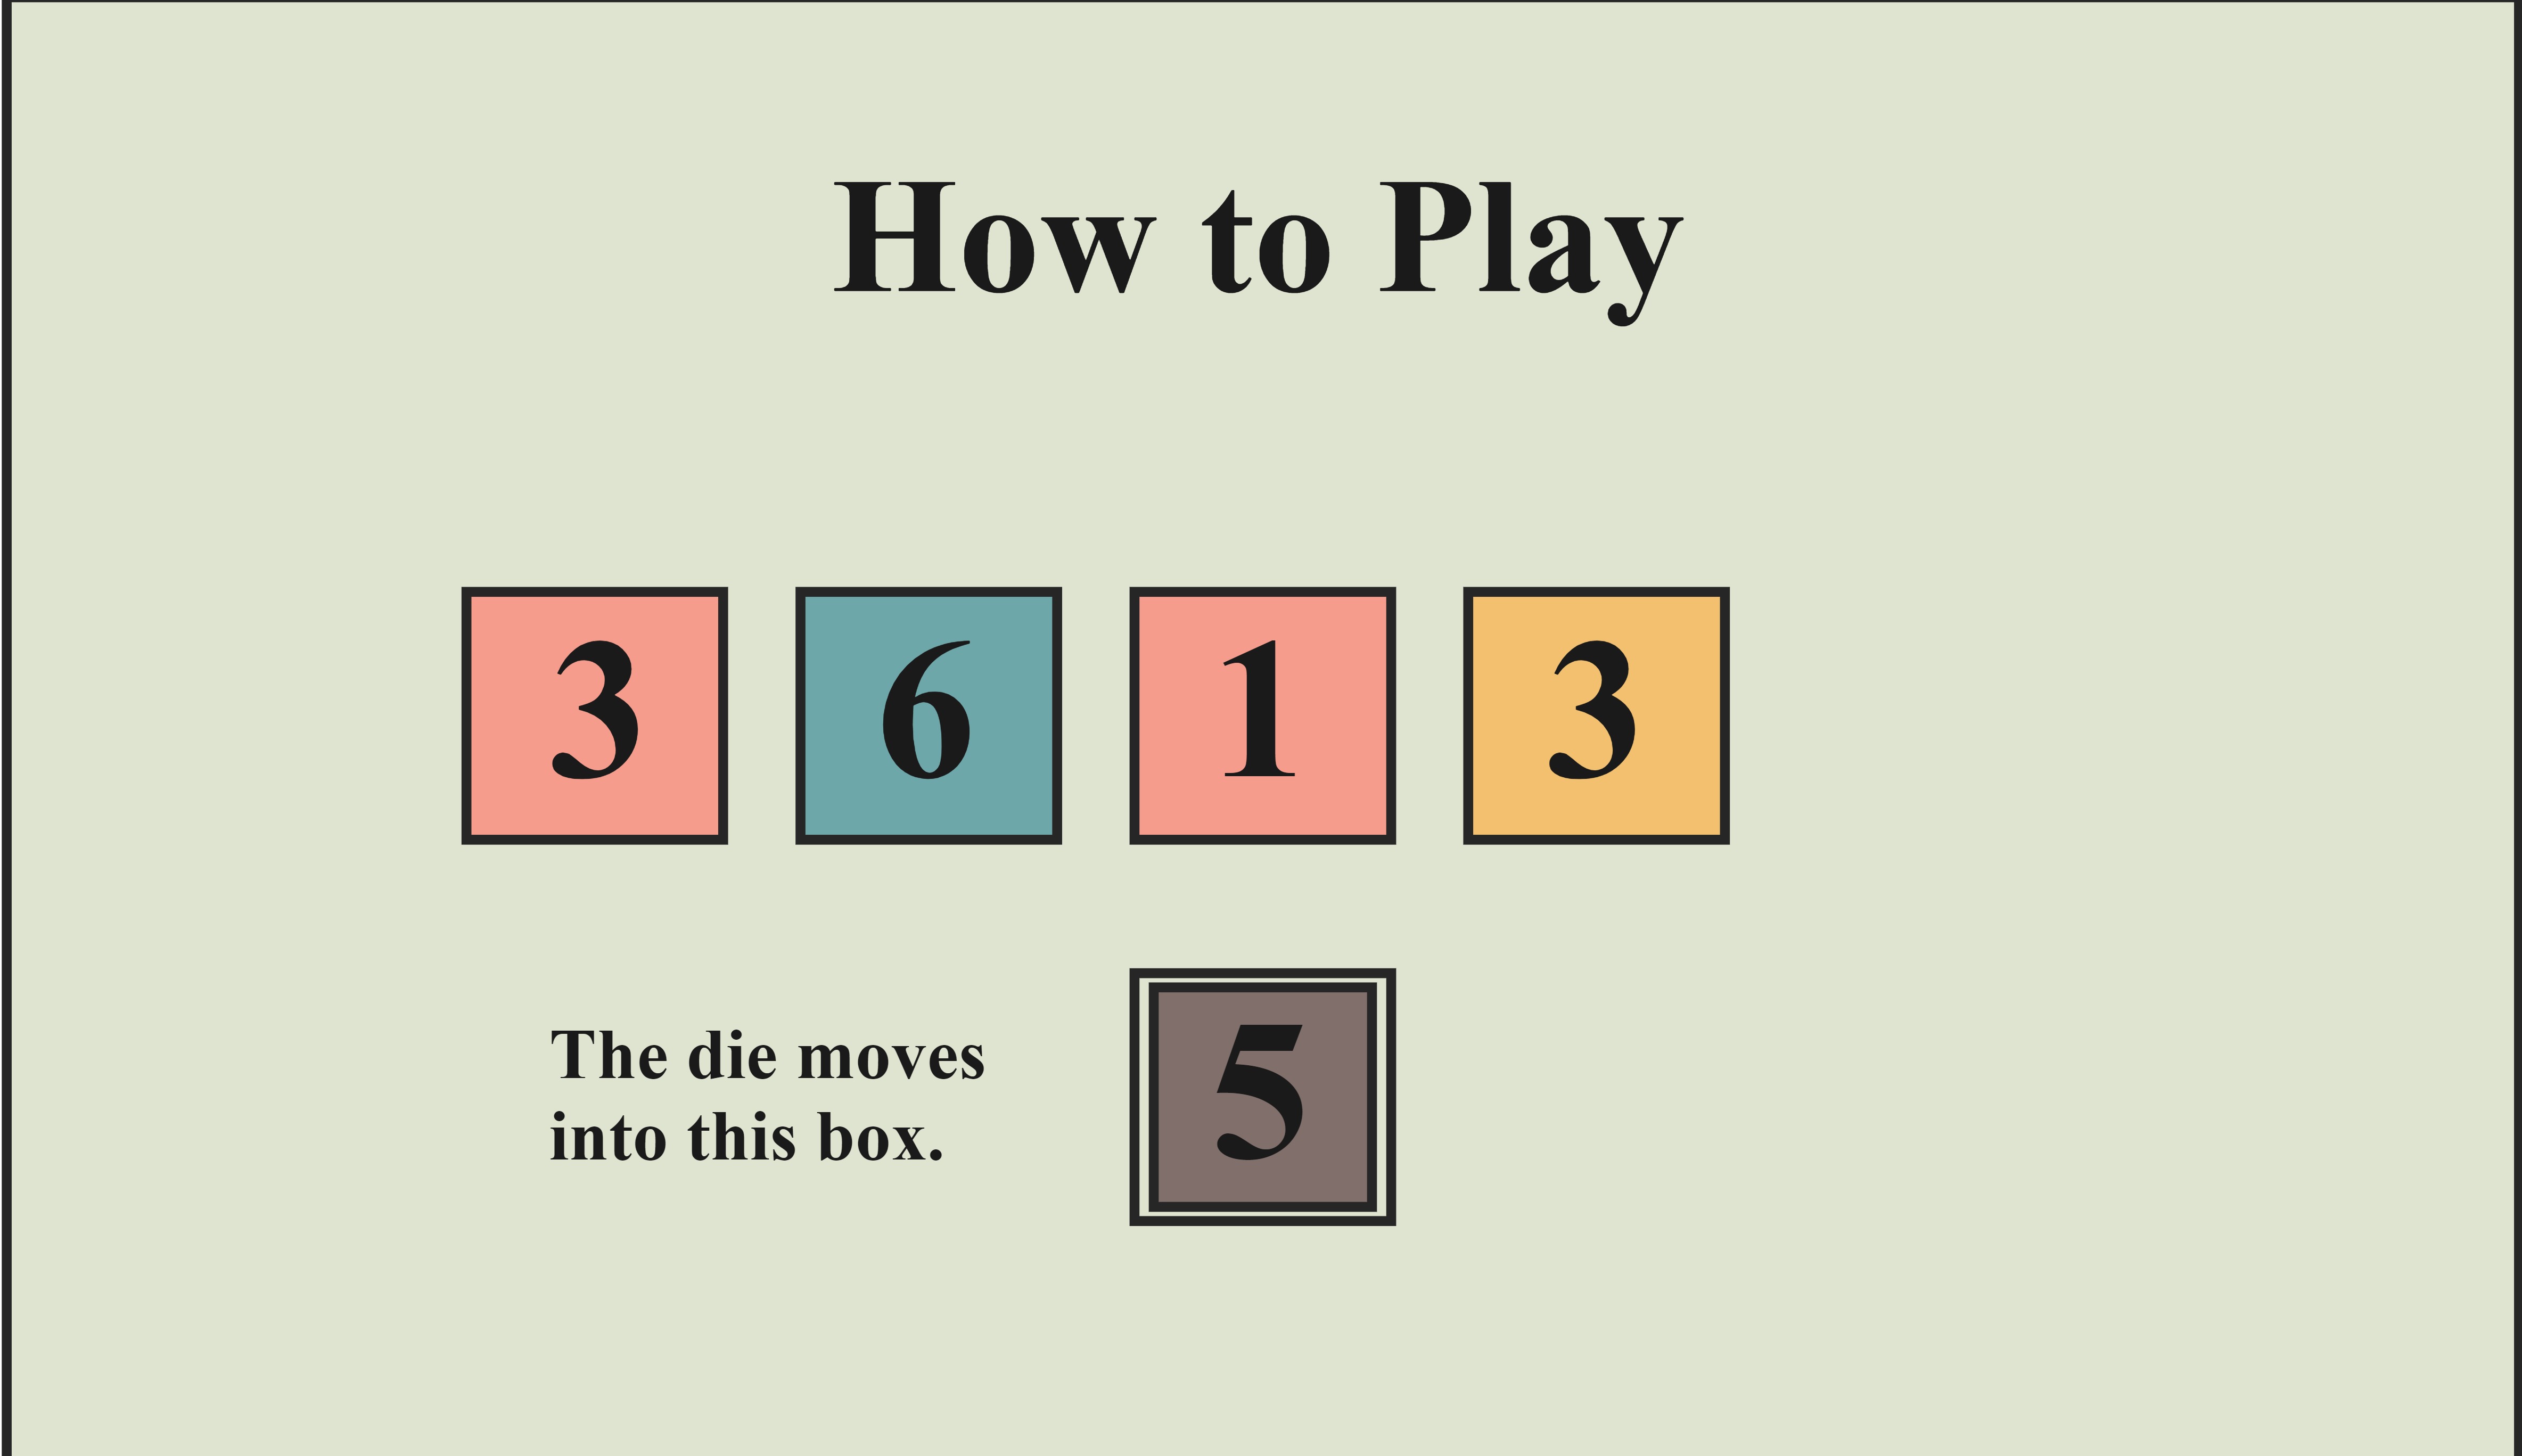 How to Play
3 6 1 3
The die moves
into this box.
5